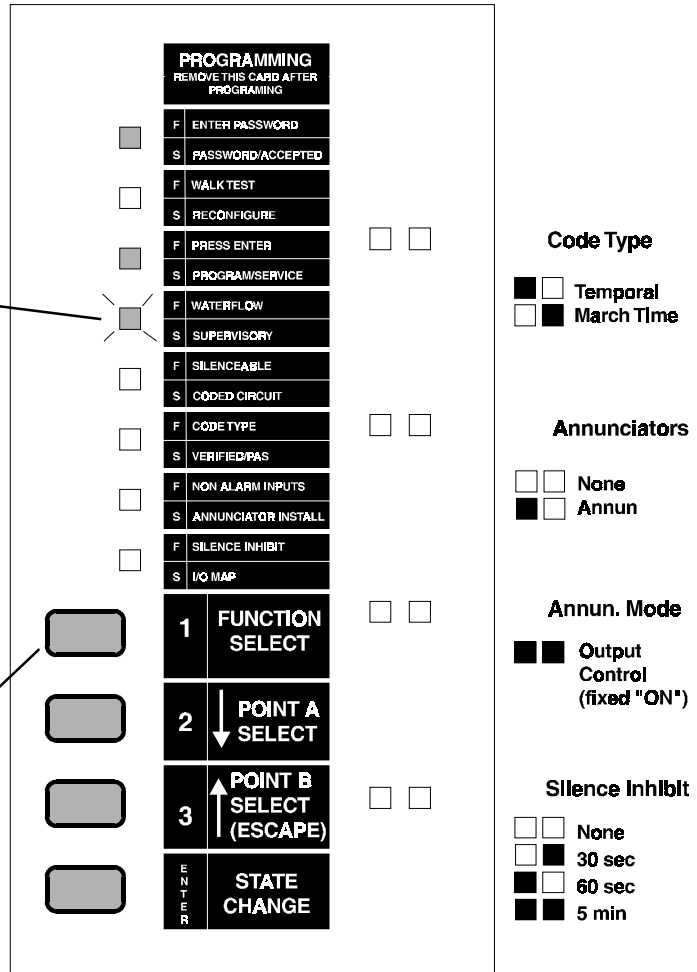 PROGRAMMING
REMOVE THIS CARD AFTER
PROGRAMING
F ENTER PASSWORD
S PASSWORD/ACCEPTED
F WALK TEST
S RECONFIGURE
F PRESS ENTER
S PROGRAM/SERVICE
F WATERFLOW
S SUPERVISORY
F SILENCEABLE
S CODED CIRCUIT
F CODE TYPE
S VERIFIED/PAS
F NON ALARM INPUTS
S ANNUNCIATOR INSTALL
F SILENCE INHIBIT
S I/O MAP
1 FUNCTION
SELECT
2 POINT A
SELECT
3 POINT B
SELECT
(ESCAPE)
ENTER STATE
CHANGE
Code Type
Temporal
March Time
Annunciators
None
Annun
Annun. Mode
Output
Control
(fixed "ON")
Silence Inhibit
None
30 sec
60 sec
5 min